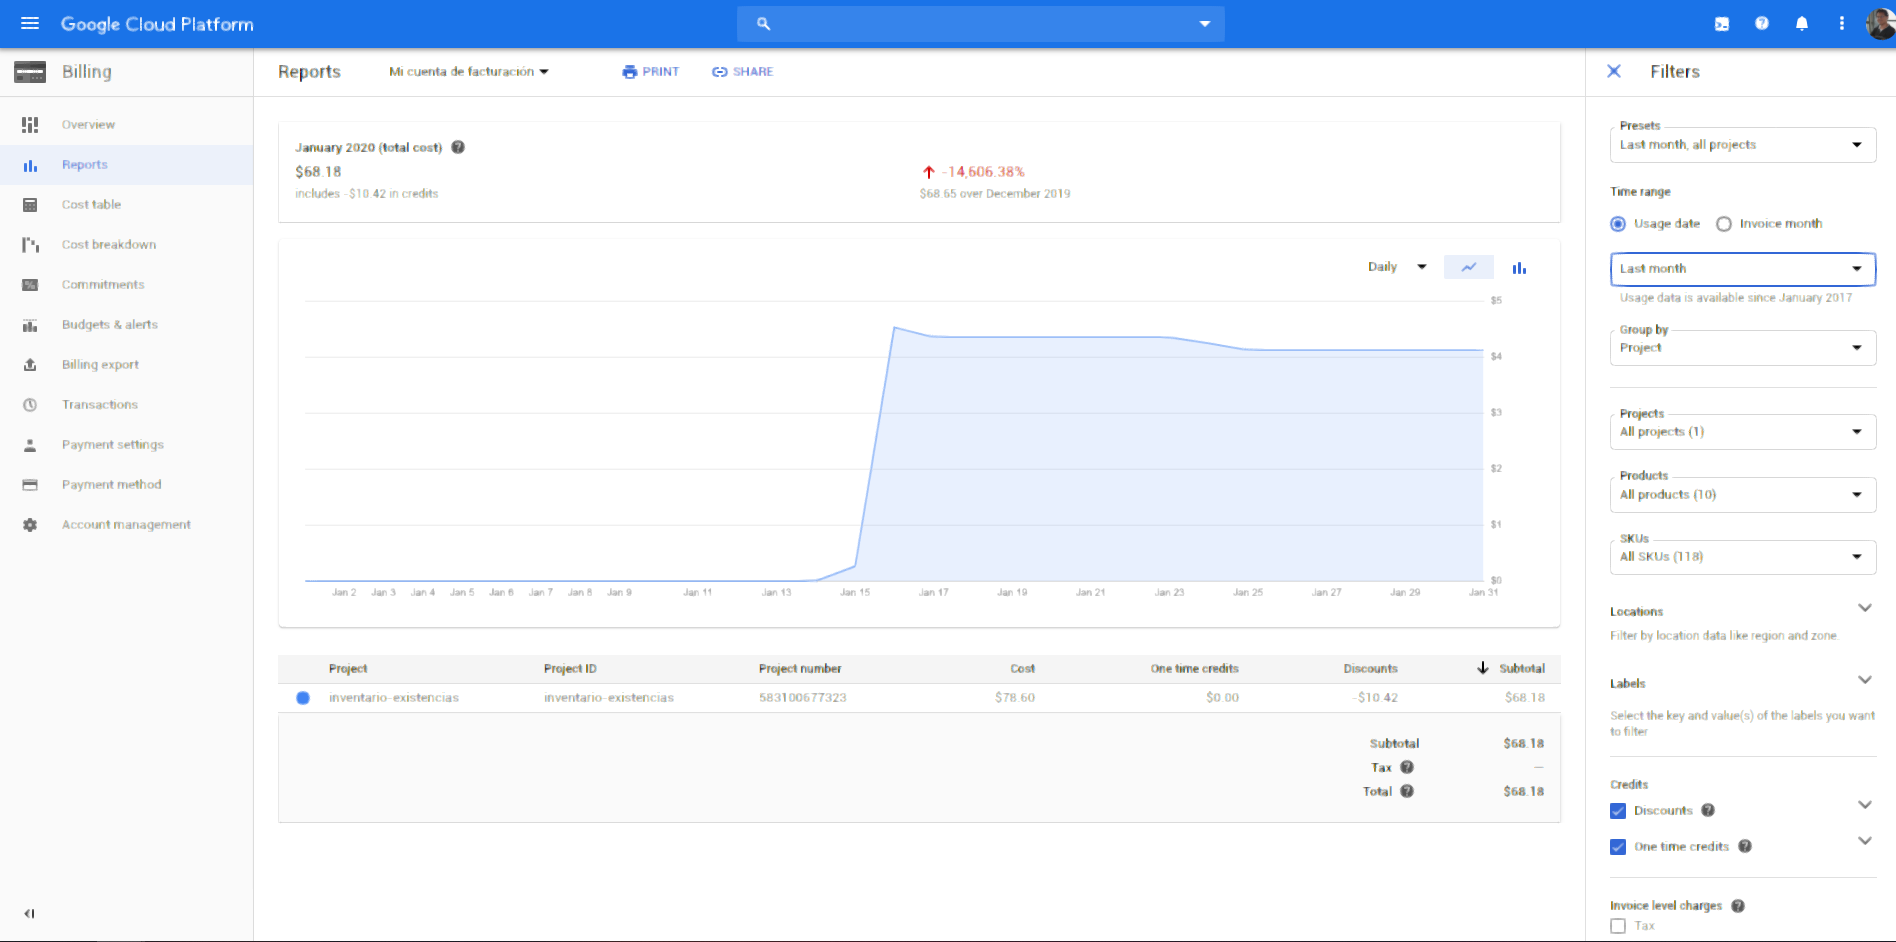 Google Cloud Platform
Billing
Reports
Mi cuenta de facturación
PRINT
SHARE
Filters
Overview
Reports
Cost table
Cost breakdown
Commitments
Budgets & alerts
Billing export
Transactions
Payment settings
Payment method
Account management
January 2020 (total cost)
$68.18
includes -$10.42 in credits
-14,606.38%
$68.65 over December 2019
Daily
$5
$4
$3
$2
$1
$0
Jan 2 Jan 3 Jan 4 Jan 5 Jan 6 Jan 7 Jan 8 Jan 9 Jan 11 Jan 13 Jan 15 Jan 17 Jan 19 Jan 21 Jan 23 Jan 25 Jan 27 Jan 29 Jan 31
Project Project ID Project number Cost One time credits Discounts Subtotal
inventario-existencias inventario-existencias 583100677323 $78.60 $0.00 -$10.42 $68.18
Subtotal $68.18
Tax —
Total $68.18
Presets
Last month, all projects
Time range
Usage date Invoice month
Last month
Usage data is available since January 2017
Group by
Project
Projects
All projects (1)
Products
All products (10)
SKUs
All SKUs (118)
Locations
Filter by location data like region and zone
Labels
Select the key and value(s) of the labels you want
to filter
Credits
Discounts
One time credits
Invoice level charges
Tax